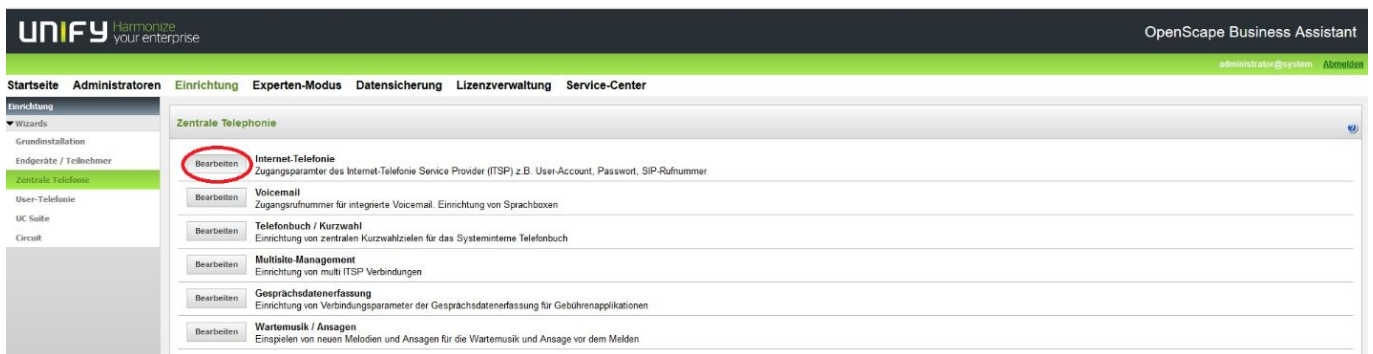 UNIFY Harmonize
your enterprise
OpenScape Business Assistant
administrator@system Abmelden
Startseite Administratoren Einrichtung Experten-Modus Datensicherung Lizenzverwaltung Service-Center
Einrichtung
Wizards
Grundinstallation
Endgeräte / Teilnehmer
Zentrale Telefonie
User-Telefonie
UC Suite
Circuit
Zentrale Telephonie
Bearbeiten
Internet-Telefonie
Zugangsparamter des Internet-Telefonie Service Provider (ITSP) z.B. User-Account, Passwort, SIP-Rufnummer
Bearbeiten
Voicemail
Zugangsrufnummer für integrierte Voicemail. Einrichtung von Sprachboxen
Bearbeiten
Telefonbuch / Kurzwahl
Einrichtung von zentralen Kurzwahlzielen für das Systeminterne Telefonbuch
Bearbeiten
Multisite-Management
Einrichtung von multi ITSP Verbindungen
Bearbeiten
Gesprächsdatenerfassung
Einrichtung von Verbindungsparameter der Gesprächsdatenerfassung für Gebührenapplikationen
Bearbeiten
Wartemusik / Ansagen
Einspielen von neuen Melodien und Ansagen für die Wartemusik und Ansage vor dem Melden